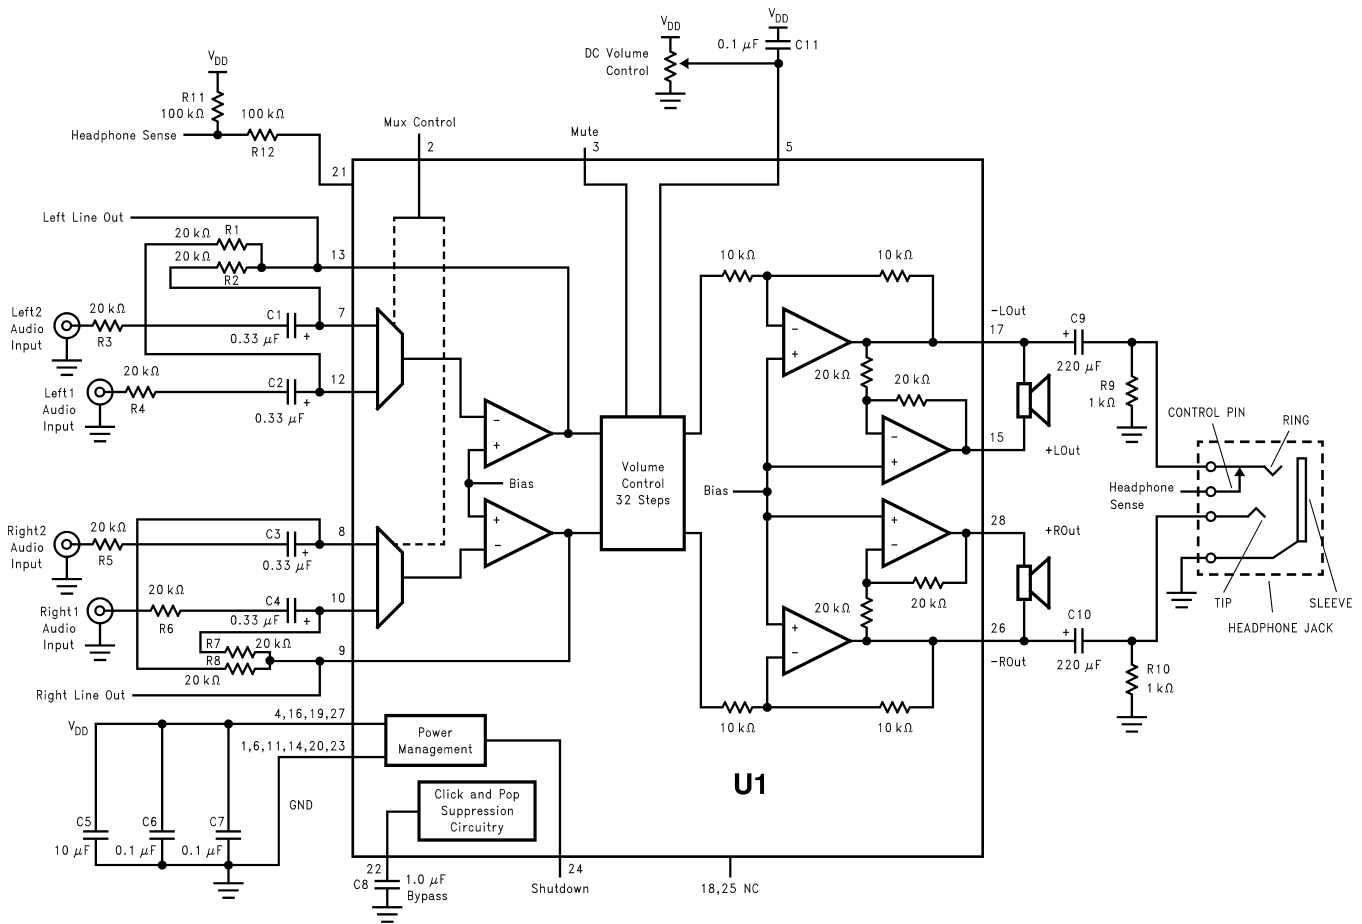 VDD
0.1 µF C11
VDD
DC Volume
Control
VDD
R11
100 kΩ
100 kΩ
Headphone Sense
R12
Mux Control
2
Mute
3
5
21
Left Line Out
20 kΩ R1
20 kΩ
R2
13
10 kΩ
10 kΩ
Left2
Audio
Input
20 kΩ
R3
C1
0.33 µF +
7
Left1
Audio
Input
20 kΩ
R4
C2
0.33 µF +
12
−
+
−LOut
17
C9
+
220 µF
R9
1 kΩ
20 kΩ
20 kΩ
−
+
15
+LOut
CONTROL PIN
RING
Headphone
Sense
TIP
SLEEVE
HEADPHONE JACK
−
+
Bias
+
−
Volume
Control
32 Steps
Bias
+
−
28
+ROut
20 kΩ
20 kΩ
Right2
Audio
Input
20 kΩ
R5
C3
0.33 µF
+
8
Right1
Audio
Input
20 kΩ
R6
C4
0.33 µF +
10
R7 20 kΩ
R8
20 kΩ
9
Right Line Out
+
−
26
−ROut
C10
+
220 µF
R10
1 kΩ
10 kΩ
10 kΩ
VDD
4,16,19,27
1,6,11,14,20,23
Power
Management
GND
C5
10 µF
C6
0.1 µF
C7
0.1 µF
Click and Pop
Suppression
Circuitry
U1
22
C8
1.0 µF
Bypass
24
Shutdown
18,25 NC